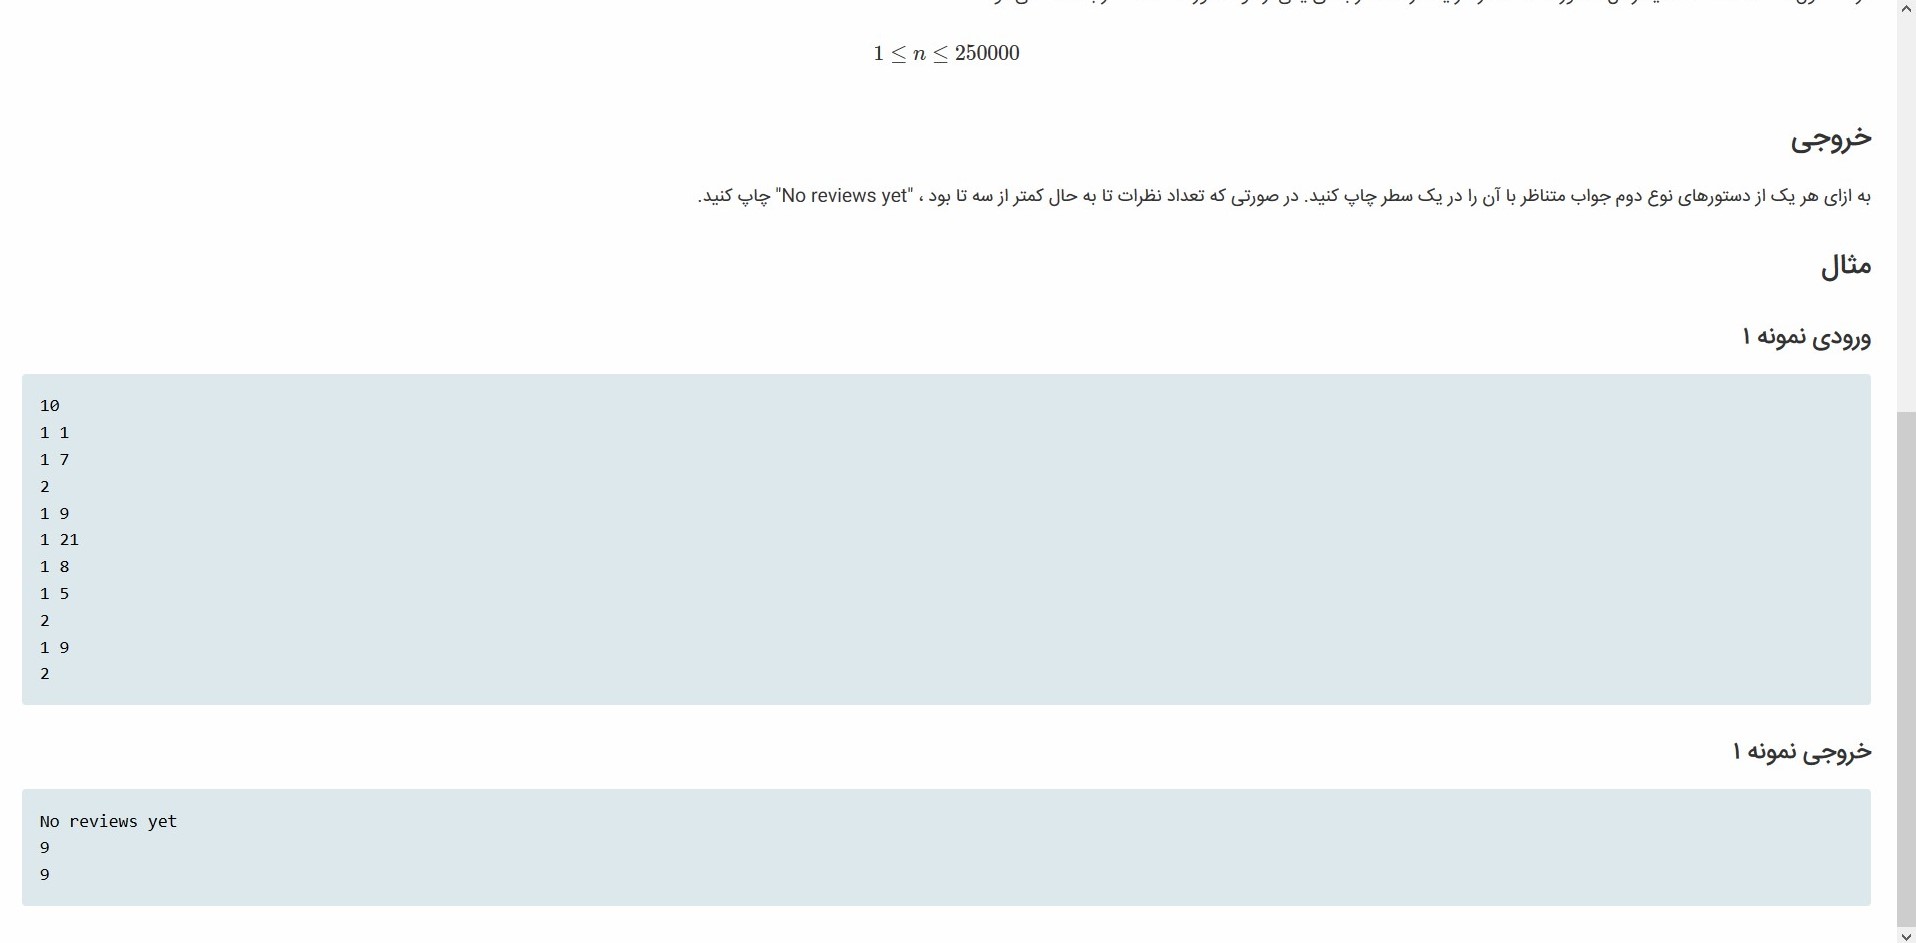 1 ≤ n ≤ 250000
خروجی
به ازای هر یک از دستورهای نوع دوم جواب متناظر با آن را در یک سطر چاپ کنید. در صورتی که تعداد نظرات تا به حال کمتر از سه تا بود ، "No reviews yet" چاپ کنید.
مثال
ورودی نمونه ۱
10
1 1
1 7
2
1 9
1 21
1 8
1 5
2
1 9
2
خروجی نمونه ۱
No reviews yet
9
9